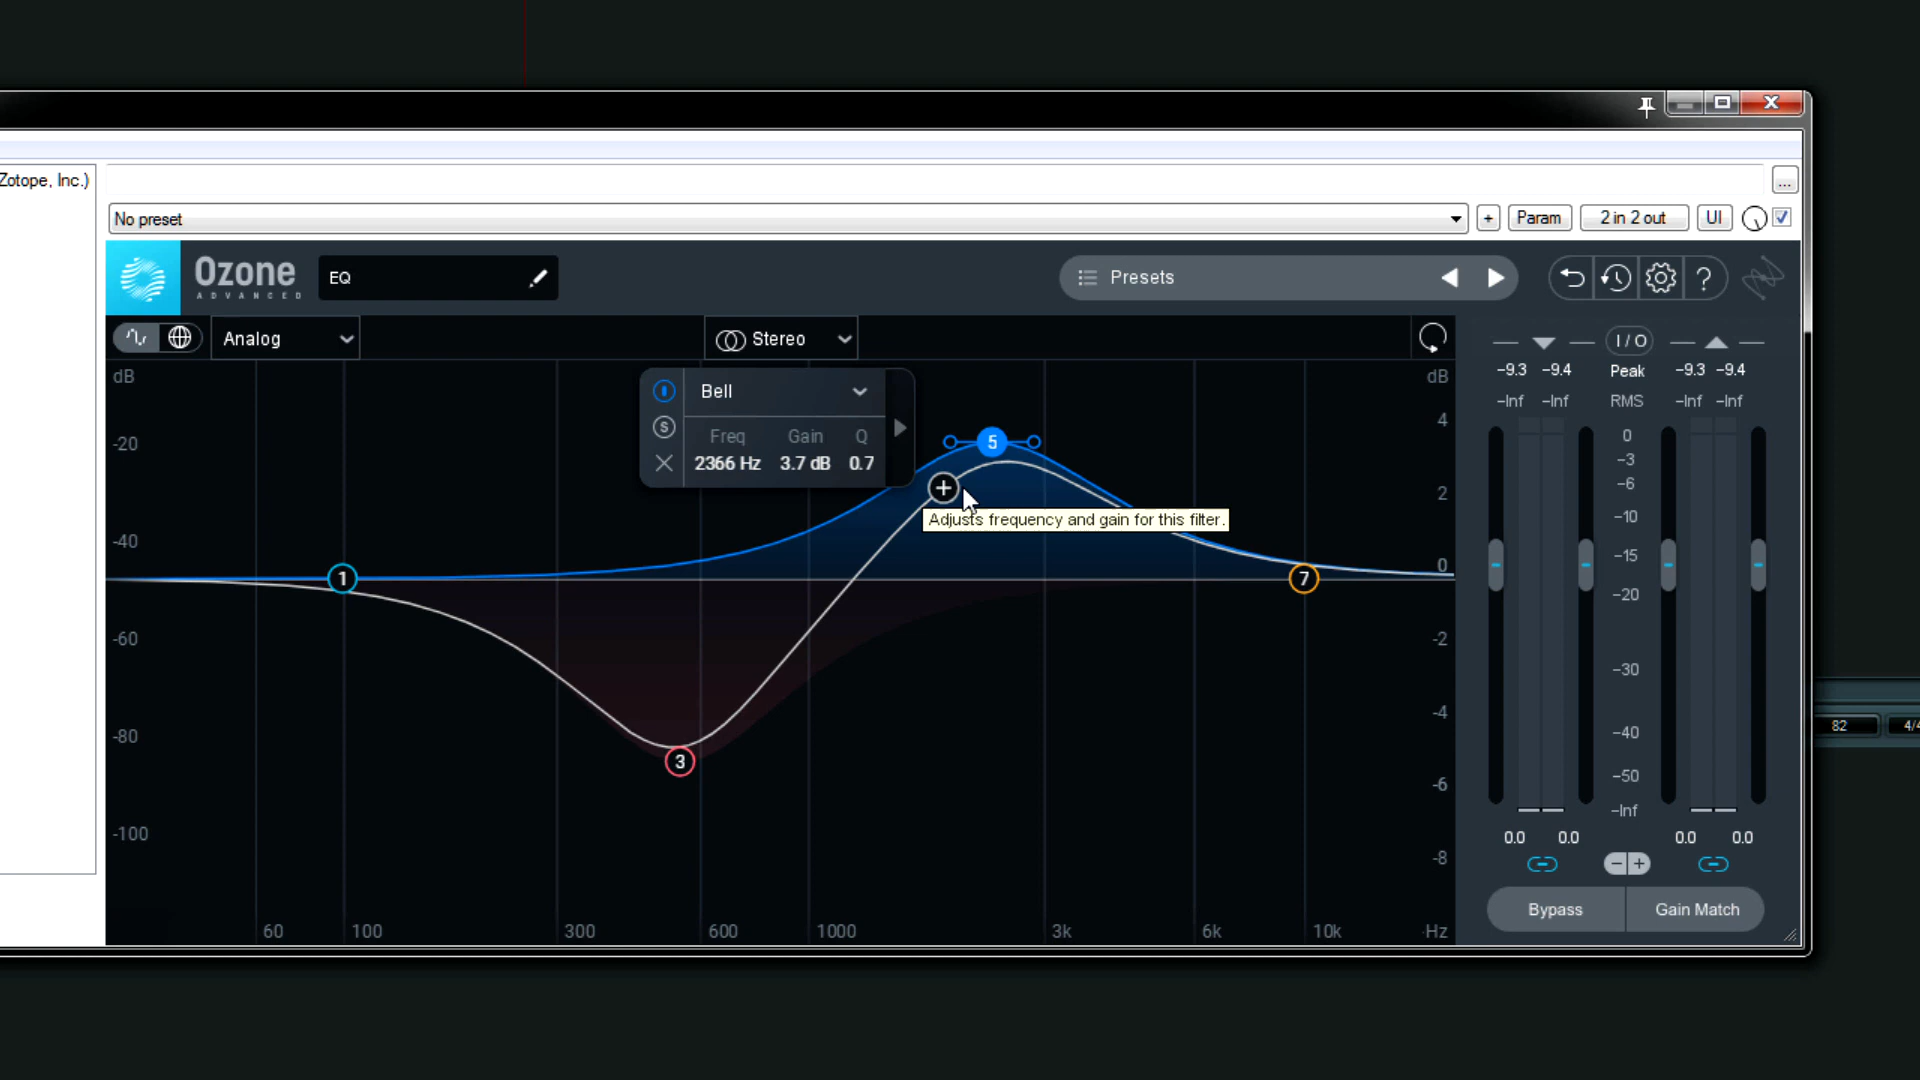 Zotope, Inc.)
...
No preset
+ Param 2 in 2 out UI
Ozone
ADVANCED
EQ
Presets
?
Analog
Stereo
I / O
-9.3 -9.4 Peak -9.3 -9.4
-Inf -Inf RMS -Inf -Inf
dB
-20
-40
-60
-80
-100
Bell
S
Freq Gain Q
2366 Hz 3.7 dB 0.7
5
Adjusts frequency and gain for this filter.
1
3
7
dB
4
2
0
-2
-4
-6
-8
60 100 300 600 1000 3k 6k 10k Hz
0
-3
-6
-10
-15
-20
-30
-40
-50
-Inf
0.0 0.0 0.0 0.0
Bypass Gain Match
82 4/4